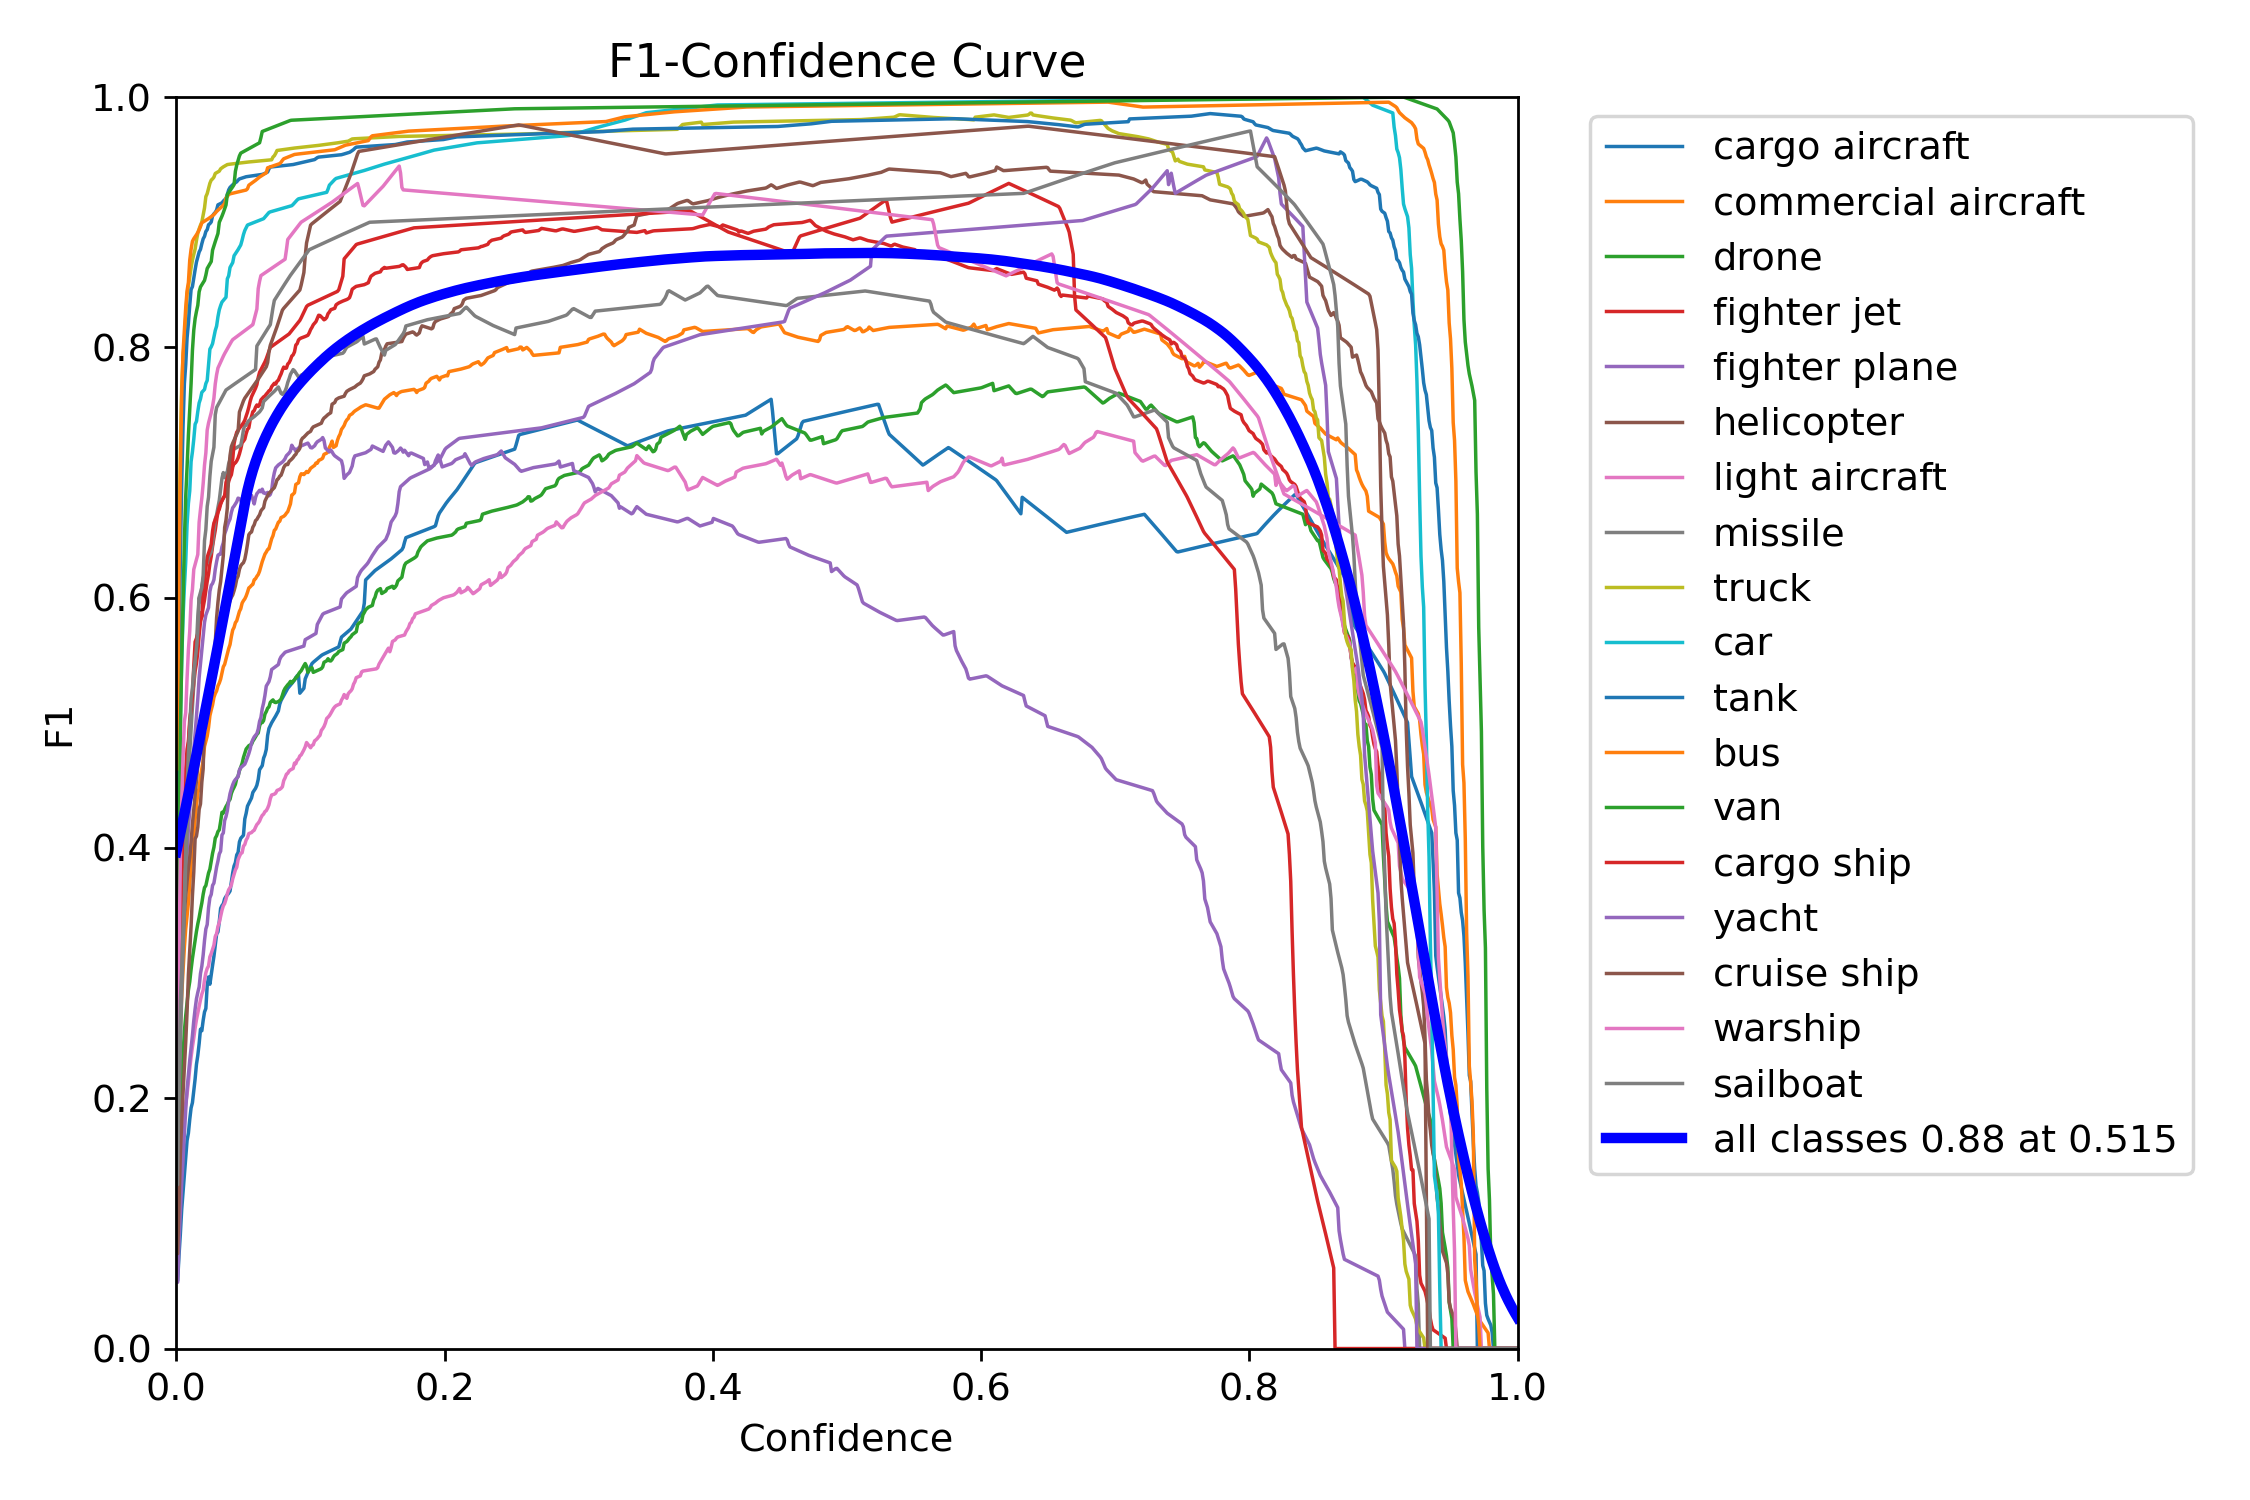 F1-Confidence Curve
1.0
0.8
0.6
0.4
0.2
0.0
F1
0.0 0.2 0.4 0.6 0.8 1.0
Confidence
cargo aircraft
commercial aircraft
drone
fighter jet
fighter plane
helicopter
light aircraft
missile
truck
car
tank
bus
van
cargo ship
yacht
cruise ship
warship
sailboat
all classes 0.88 at 0.515